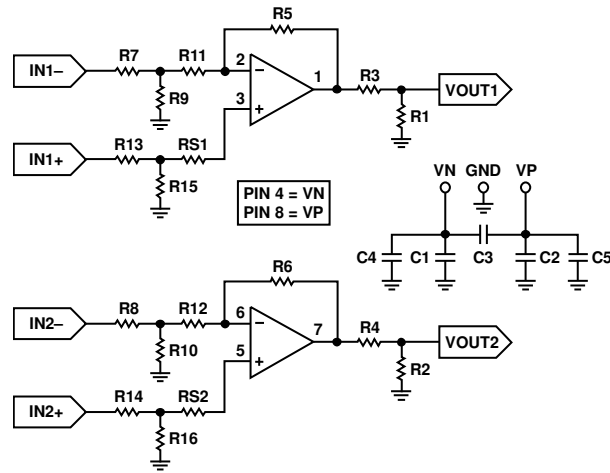 R5
R7
R11
IN1–
2
–
1
R3
VOUT1
R9
3
+
R1
IN1+
R13
RS1
R15
PIN 4 = VN
PIN 8 = VP
VN
GND
VP
C4
C1
C3
C2
C5
R6
R8
R12
IN2–
6
–
7
R4
VOUT2
R10
5
+
R2
IN2+
R14
RS2
R16